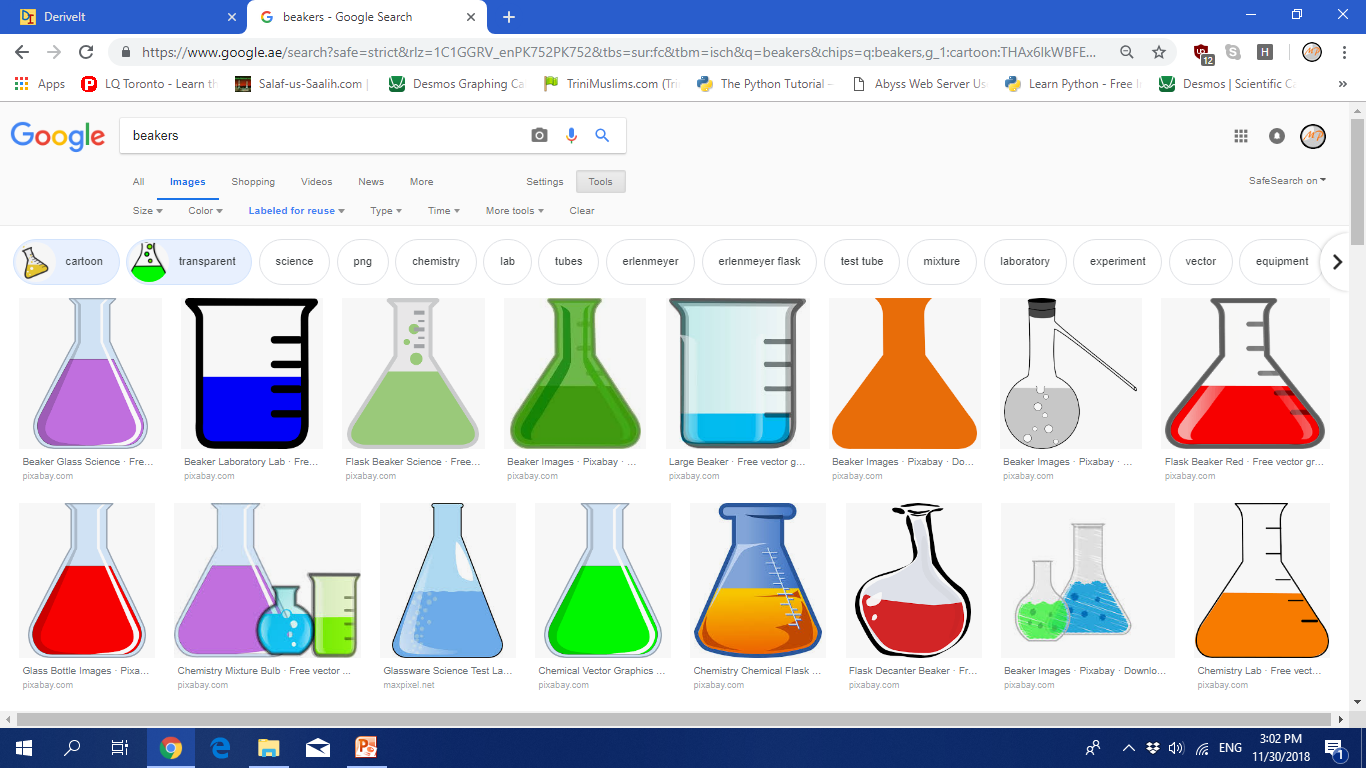 DI Derivelt
beakers - Google Search
https://www.google.ae/search?safe=strict&rlz=1C1GGRV_enPK752PK752&tbs=sur:fc&tbm=isch&q=beakers&chips=q:beakers,g_1:cartoon:THAx6IkWBFE...
12
H
MP
Apps
LQ Toronto - Learn th
Salaf-us-Saalih.com |
Desmos Graphing Ca
TriniMuslims.com (Tri
The Python Tutorial –
Abyss Web Server Us
Learn Python - Free I
Desmos | Scientific Ca
»
Google
beakers
MP
All Images Shopping Videos News More Settings Tools
SafeSearch on
Size Color Labeled for reuse Type Time More tools Clear
cartoon transparent science png chemistry lab tubes erlenmeyer erlenmeyer flask test tube mixture laboratory experiment vector equipment
Beaker Glass Science · Fre...
pixabay.com
Beaker Laboratory Lab · Fre...
pixabay.com
Flask Beaker Science · Free...
pixabay.com
Beaker Images · Pixabay · ...
pixabay.com
Large Beaker · Free vector g...
pixabay.com
Beaker Images · Pixabay · Do...
pixabay.com
Beaker Images · Pixabay · ...
pixabay.com
Flask Beaker Red · Free vector gr...
pixabay.com
Glass Bottle Images · Pixa...
pixabay.com
Chemistry Mixture Bulb · Free vector ...
pixabay.com
Glassware Science Test La...
maxpixel.net
Chemical Vector Graphics ...
pixabay.com
Chemistry Chemical Flask ...
pixabay.com
Flask Decanter Beaker · Fr...
pixabay.com
Beaker Images · Pixabay · Downlo...
pixabay.com
Chemistry Lab · Free vect...
pixabay.com
ENG
3:02 PM
11/30/2018
1